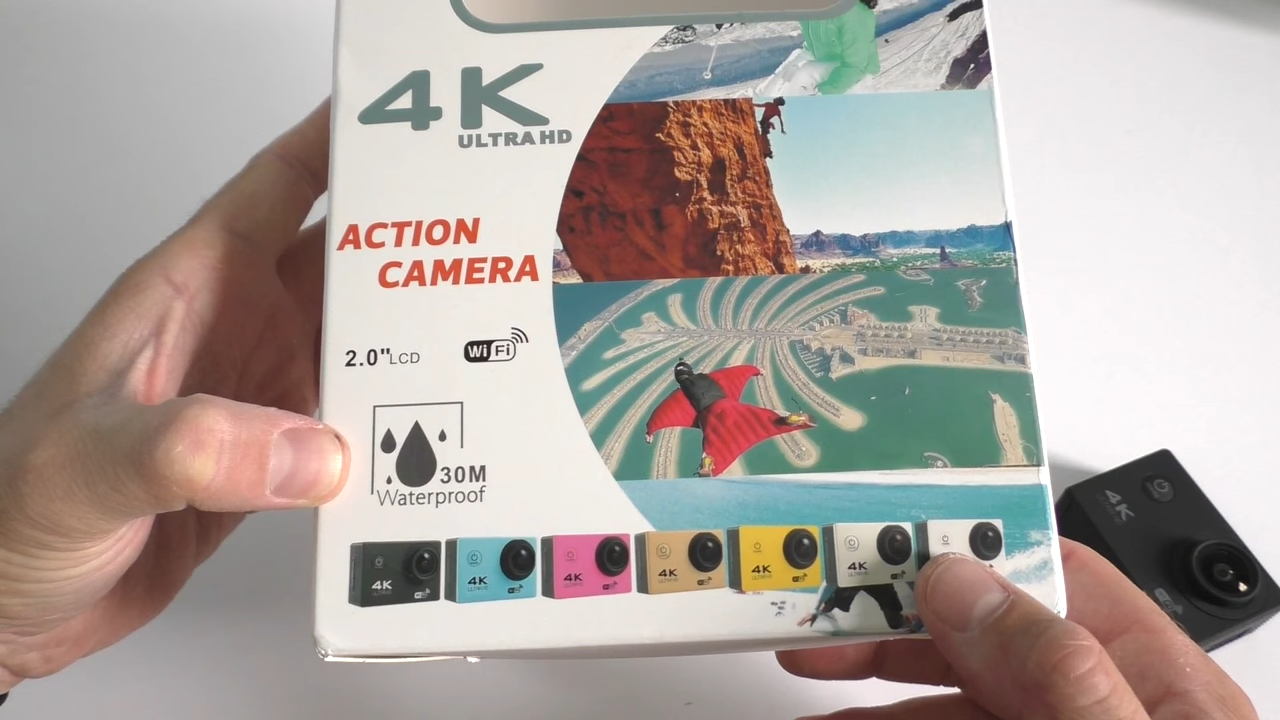 4K
ULTRA HD
ACTION
CAMERA
2.0"LCD
WiFi
30M
Waterproof
4K
4K
4K
4K
4K
4K
4K